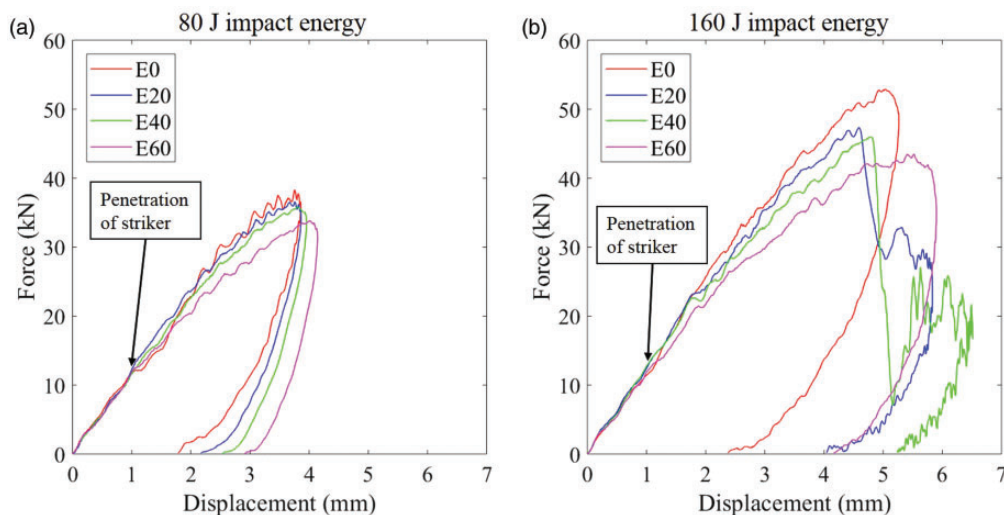 (a)
80 J impact energy
60
50
40
30
20
10
0
Force (kN)
E0
E20
E40
E60
Penetration
of striker
0 1 2 3 4 5 6 7
Displacement (mm)
(b)
160 J impact energy
60
50
40
30
20
10
0
Force (kN)
E0
E20
E40
E60
Penetration
of striker
0 1 2 3 4 5 6 7
Displacement (mm)